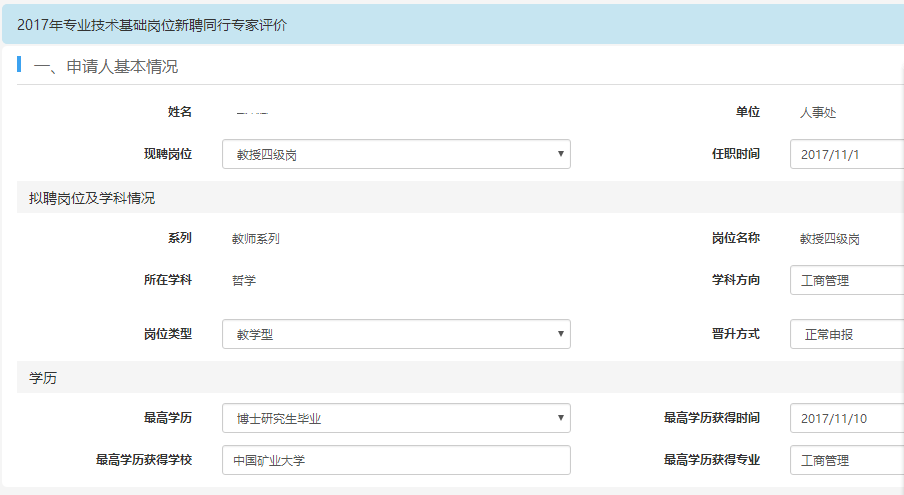 2017年专业技术基础岗位新聘同行专家评价
一、申请人基本情况
姓名 单位 人事处
现聘岗位 教授四级岗 任职时间 2017/11/1
拟聘岗位及学科情况
系列 教师系列 岗位名称 教授四级岗
所在学科 哲学 学科方向 工商管理
岗位类型 教学型 晋升方式 正常申报
学历
最高学历 博士研究生毕业 最高学历获得时间 2017/11/10
最高学历获得学校 中国矿业大学 最高学历获得专业 工商管理